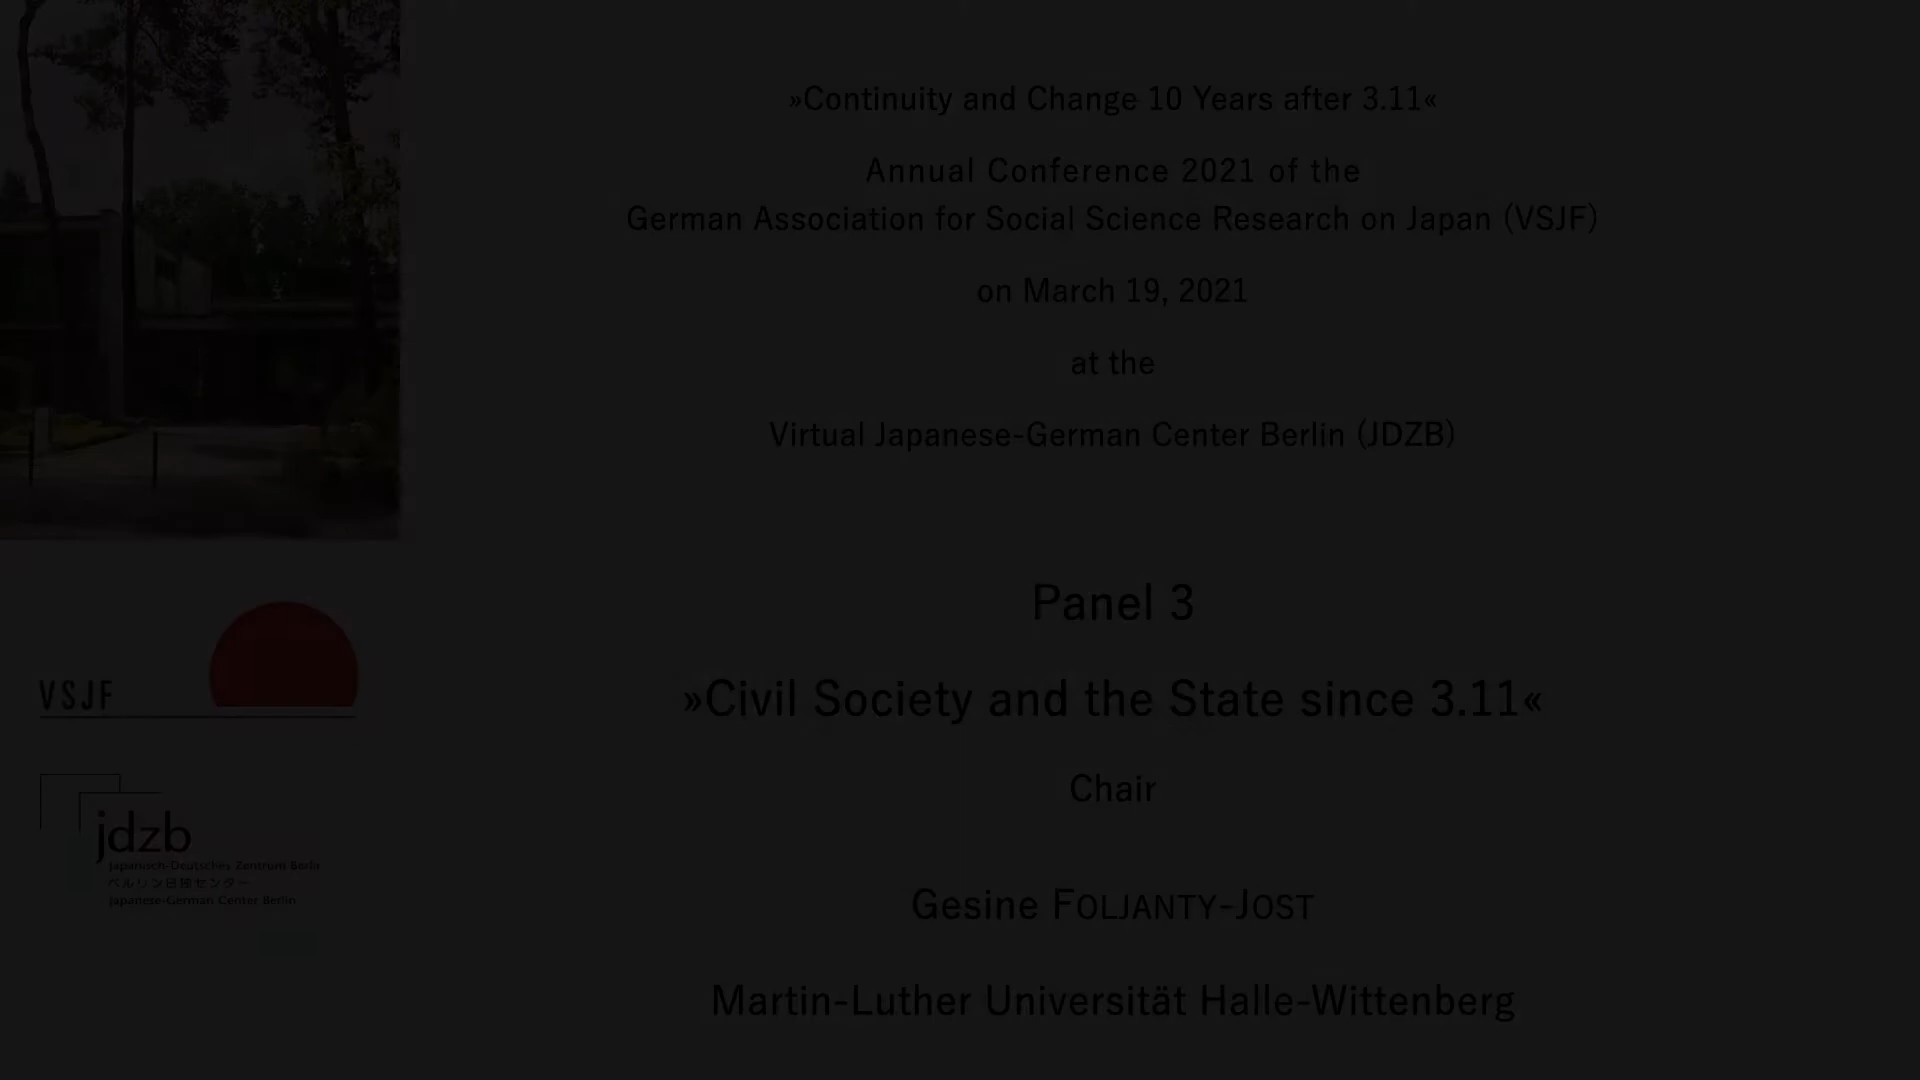 »Continuity and Change 10 Years after 3.11«
Annual Conference 2021 of the
German Association for Social Science Research on Japan (VSJF)
on March 19, 2021
at the
Virtual Japanese-German Center Berlin (JDZB)
Panel 3
»Civil Society and the State since 3.11«
Chair
Gesine FOLJANTY-JOST
Martin-Luther Universität Halle-Wittenberg
VSJF
jdzb
Japanisch-Deutsches Zentrum Berlin
ベルリン日独センター
Japanese-German Center Berlin